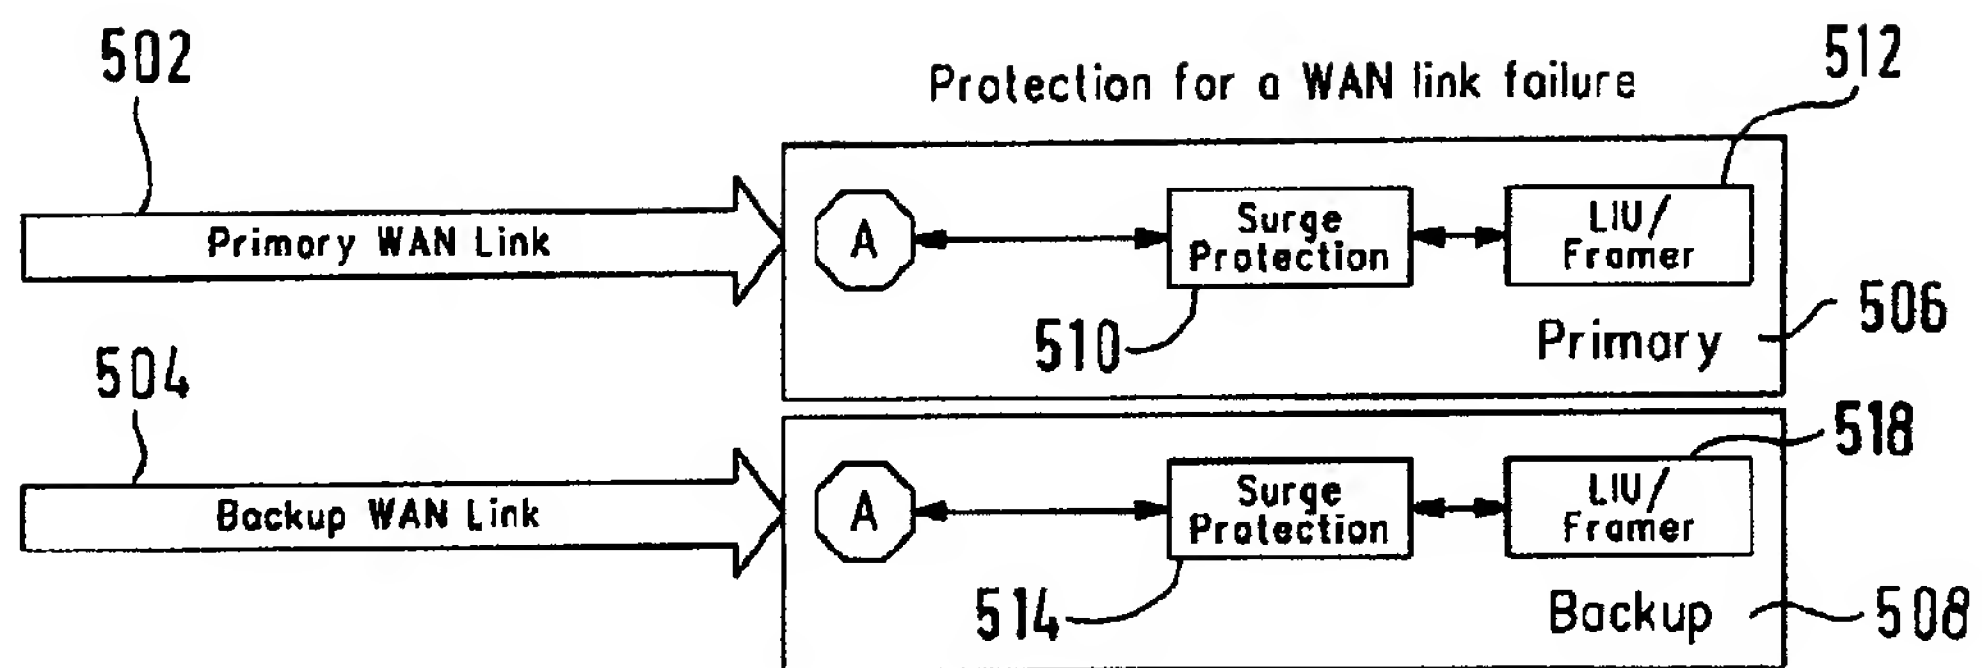 502
Protection for a WAN link failure
512
Primary WAN Link
A
Surge
Protection
LIU/
Framer
510
Primary
506
504
Backup WAN Link
A
Surge
Protection
LIU/
Framer
518
514
Backup
508